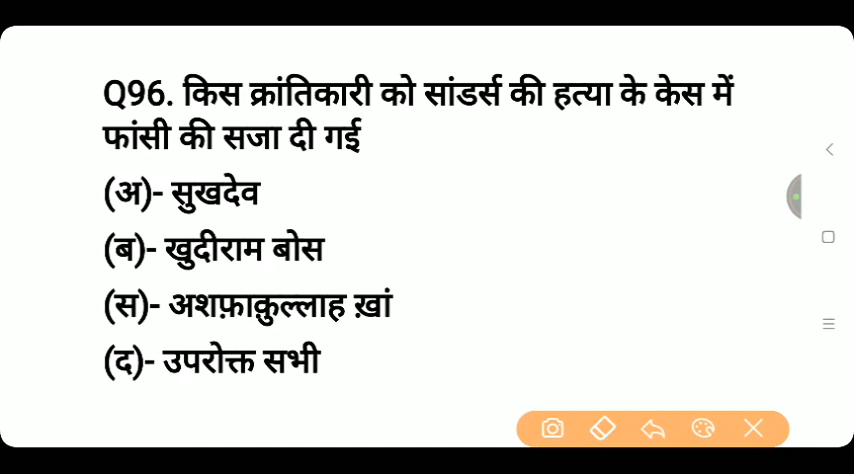 Q96. किस क्रांतिकारी को सांडर्स की हत्या के केस में
फांसी की सजा दी गई
(अ)- सुखदेव
(ब)- खुदीराम बोस
(स)- अशफ़ाक़ुल्लाह ख़ां
(द)- उपरोक्त सभी